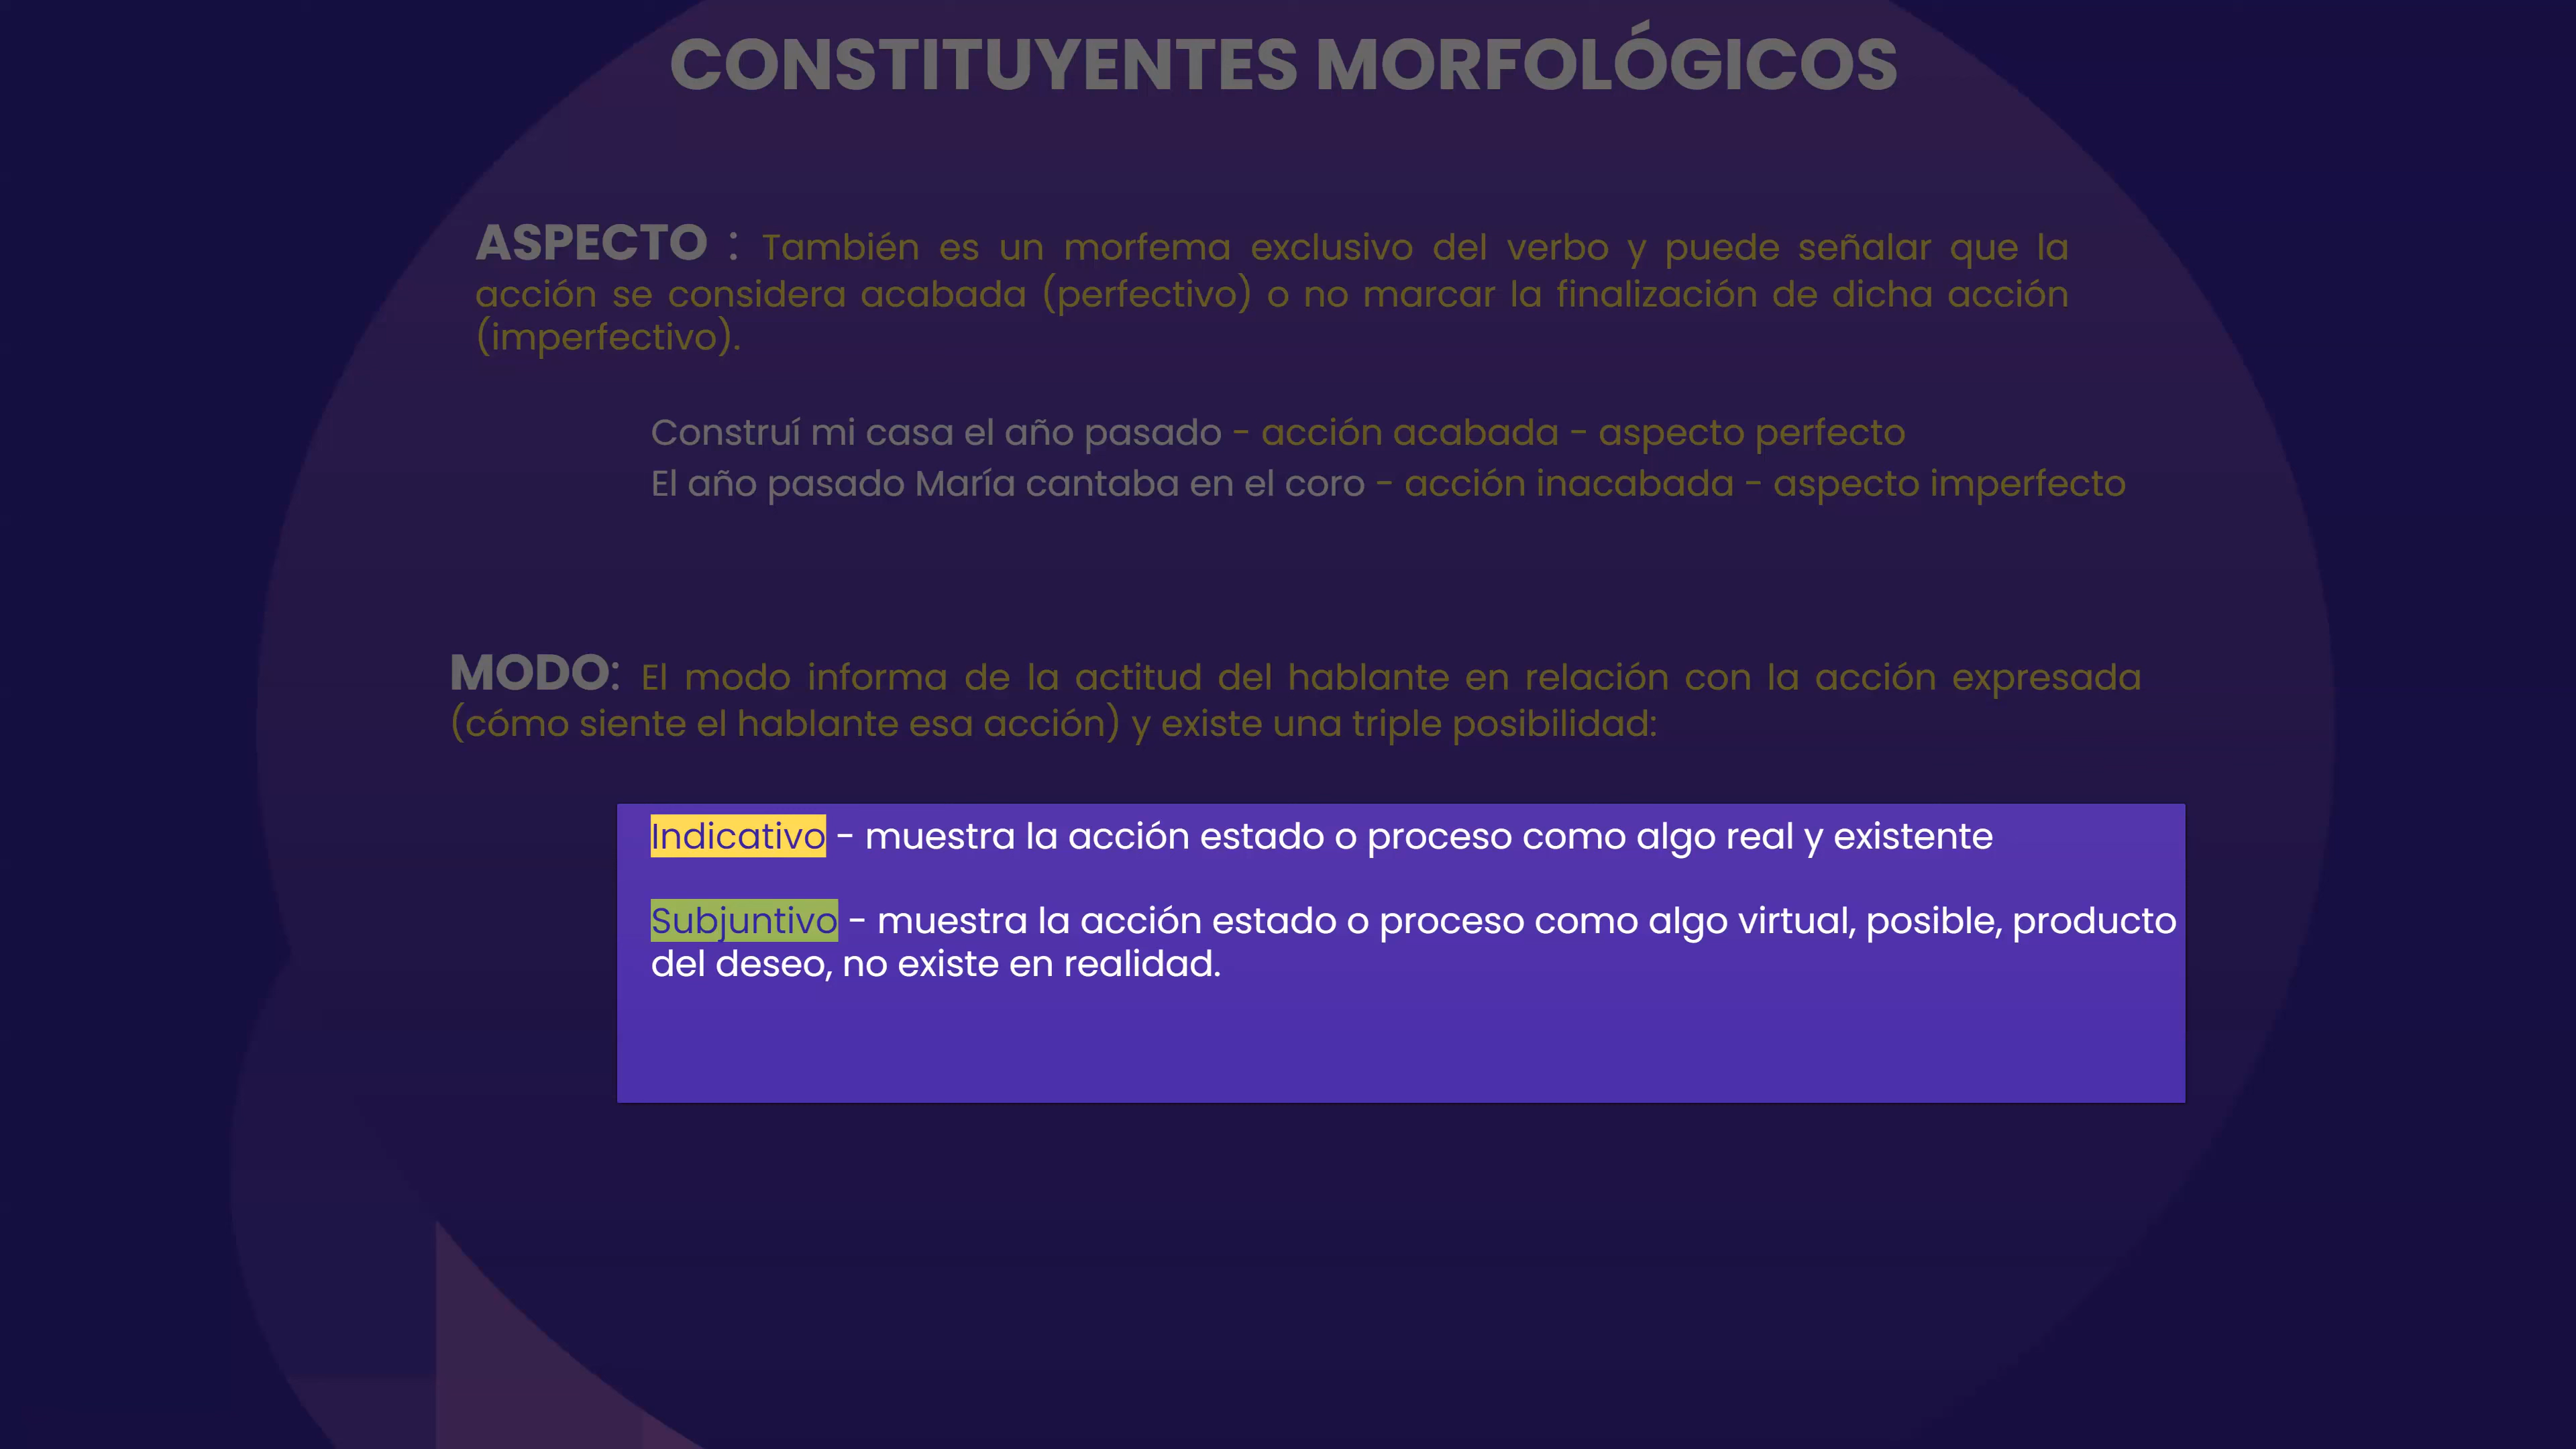 CONSTITUYENTES MORFOLÓGICOS
ASPECTO : También es un morfema exclusivo del verbo y puede señalar que la
acción se considera acabada (perfectivo) o no marcar la finalización de dicha acción
(imperfectivo).
Construí mi casa el año pasado - acción acabada - aspecto perfecto
El año pasado María cantaba en el coro - acción inacabada - aspecto imperfecto
MODO: El modo informa de la actitud del hablante en relación con la acción expresada
(cómo siente el hablante esa acción) y existe una triple posibilidad:
Indicativo - muestra la acción estado o proceso como algo real y existente
Subjuntivo - muestra la acción estado o proceso como algo virtual, posible, producto
del deseo, no existe en realidad.